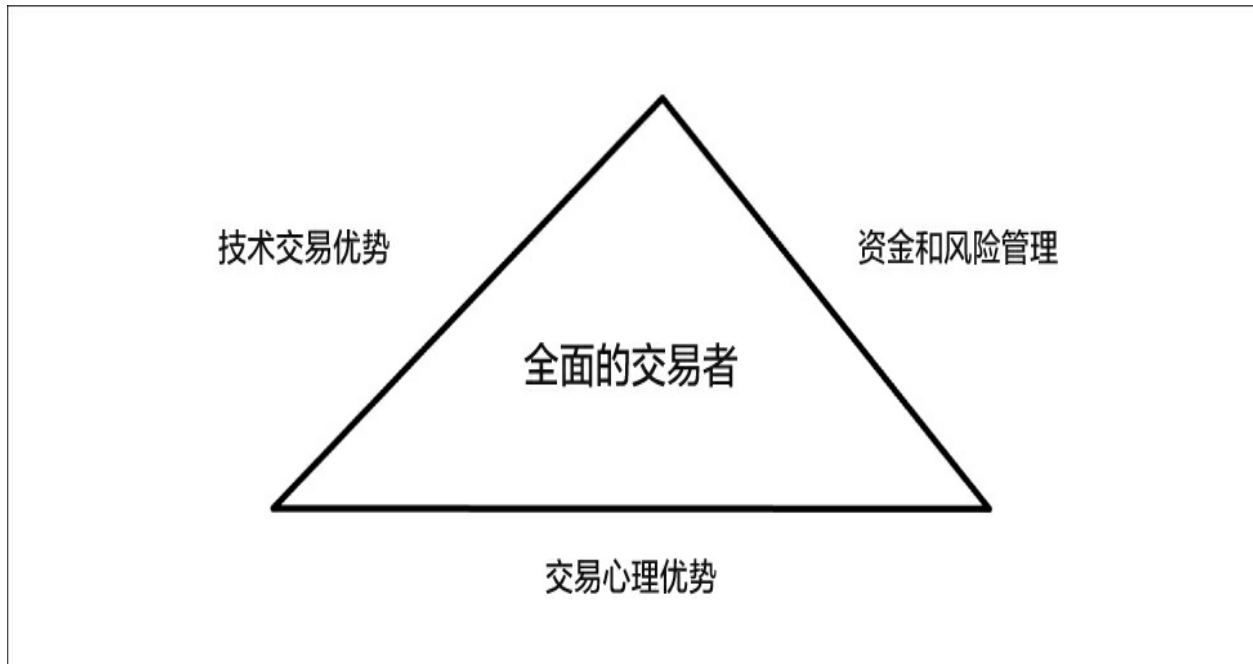 技术交易优势
资金和风险管理
全面的交易者
交易心理优势